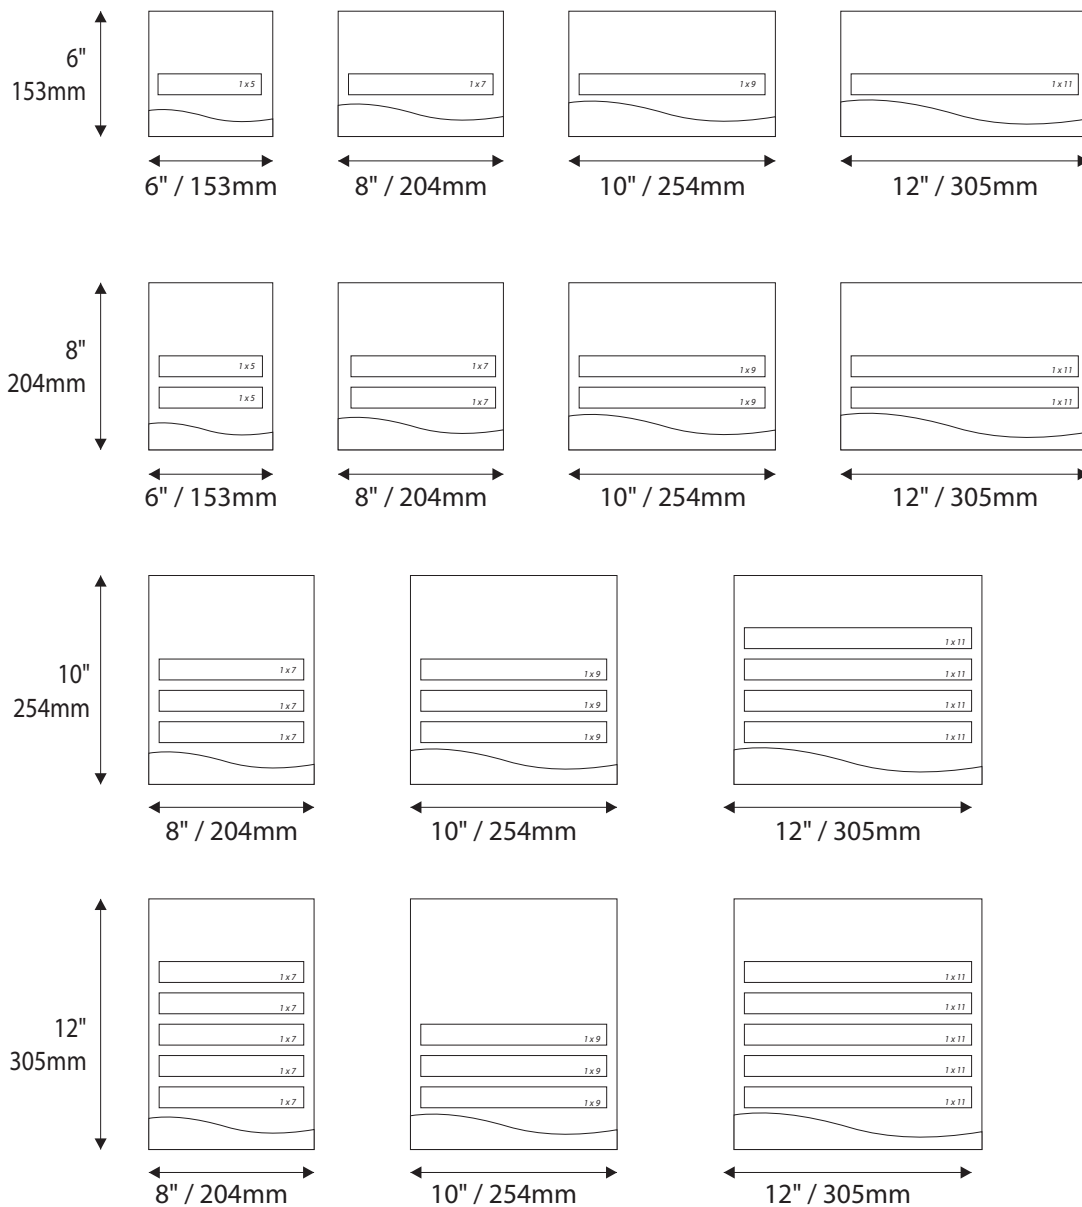 6"
153mm
1 x 5
1 x 7
1 x 9
1 x 11
6" / 153mm
8" / 204mm
10" / 254mm
12" / 305mm
8"
204mm
1 x 5
1 x 7
1 x 9
1 x 11
1 x 5
1 x 7
1 x 9
1 x 11
6" / 153mm
8" / 204mm
10" / 254mm
12" / 305mm
10"
254mm
1 x 11
1 x 7
1 x 9
1 x 11
1 x 7
1 x 9
1 x 11
1 x 7
1 x 9
1 x 11
8" / 204mm
10" / 254mm
12" / 305mm
12"
305mm
1 x 7
1 x 11
1 x 7
1 x 11
1 x 7
1 x 9
1 x 11
1 x 7
1 x 9
1 x 11
1 x 7
1 x 9
1 x 11
8" / 204mm
10" / 254mm
12" / 305mm